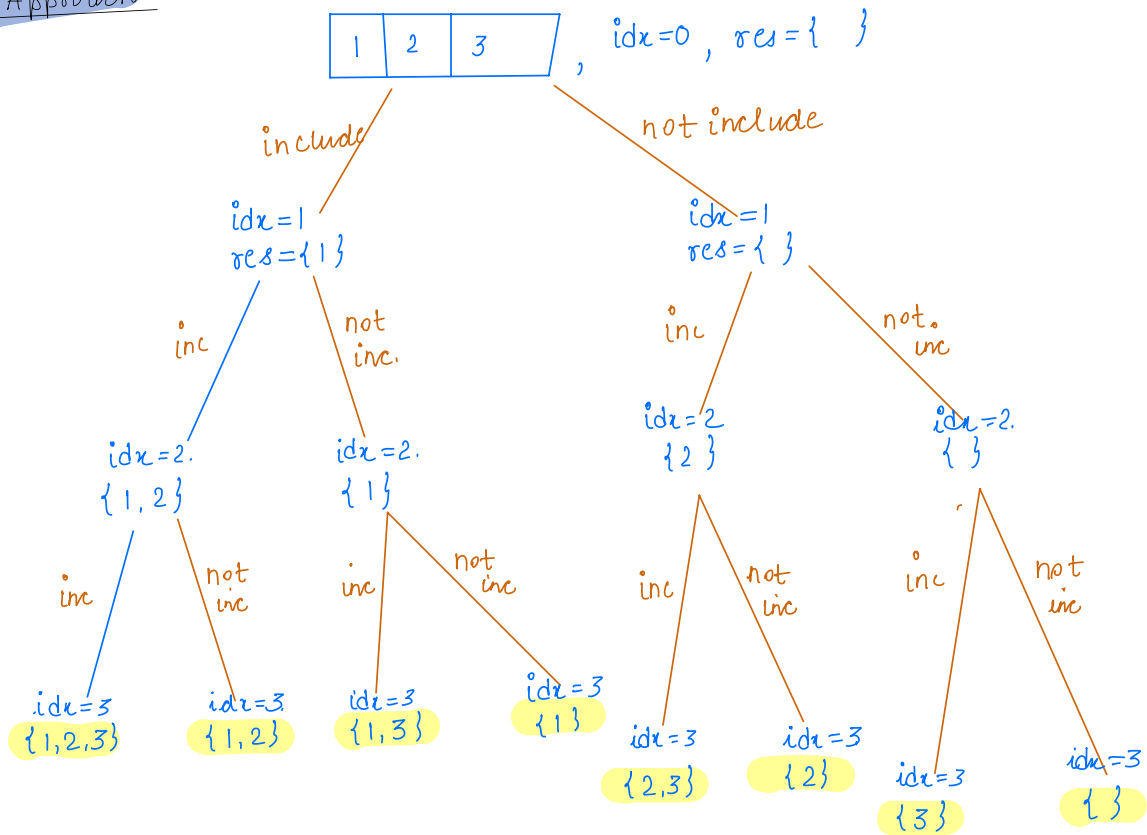 Approach
1 2 3 , idx=0, res={ }
include
not include
idx=1
res={1}
idx=1
res={ }
inc
not
inc.
inc
not.
inc
idx=2.
{1,2}
idx=2.
{1}
idx=2
{2}
idx=2.
{ }
inc
not
inc
inc
not
inc
inc
not
inc
inc
not
inc
idx=3
{1,2,3}
idx=3.
{1,2}
idx=3
{1,3}
idx=3
{1}
idx=3
{2,3}
idx=3
{2}
idx=3
{3}
idx=3
{ }